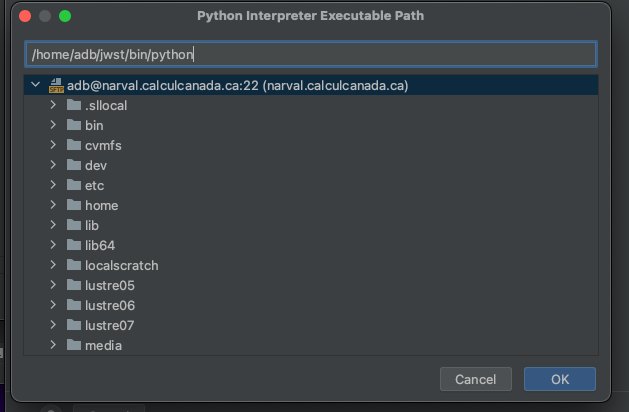 Python Interpreter Executable Path
/home/adb/jwst/bin/python
SFTP adb@narval.calculcanada.ca:22 (narval.calculcanada.ca)
.sllocal
bin
cvmfs
dev
etc
home
lib
lib64
localscratch
lustre05
lustre06
lustre07
media
Cancel
OK